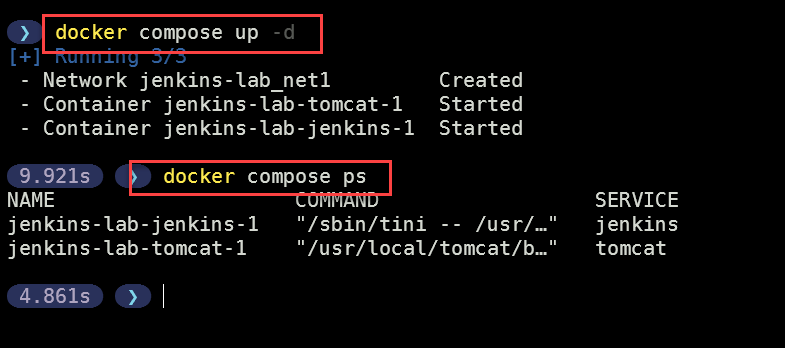 ❯ docker compose up -d
[+] Running 3/3
- Network jenkins-lab_net1 Created
- Container jenkins-lab-tomcat-1 Started
- Container jenkins-lab-jenkins-1 Started
9.921s ❯ docker compose ps
NAME COMMAND SERVICE
jenkins-lab-jenkins-1 "/sbin/tini -- /usr/…" jenkins
jenkins-lab-tomcat-1 "/usr/local/tomcat/b…" tomcat
4.861s ❯